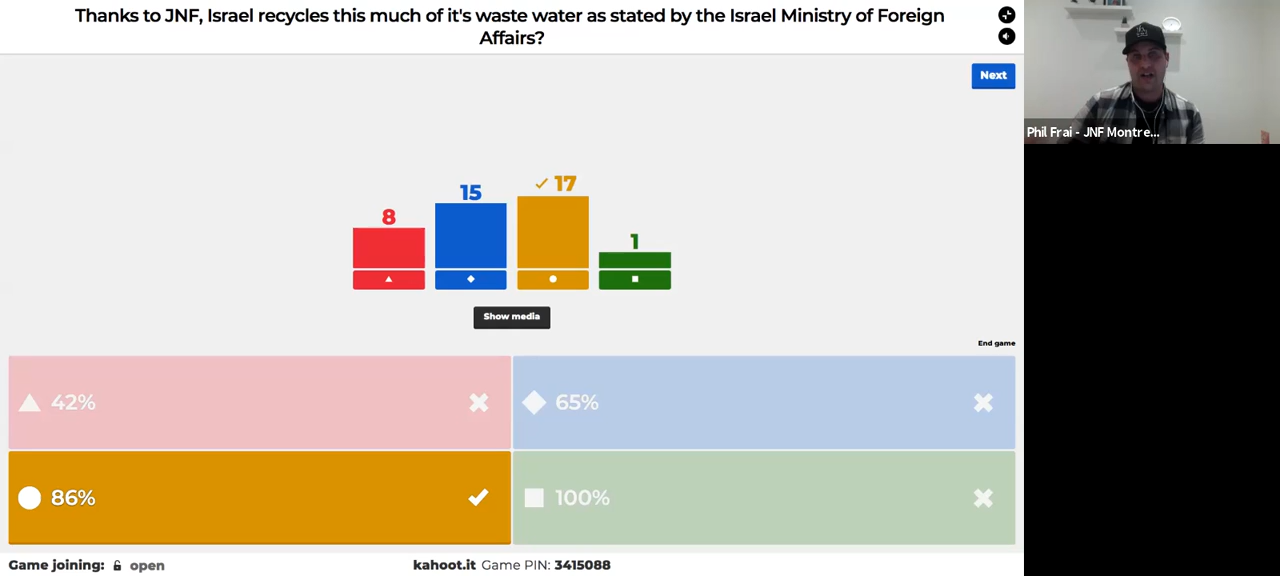 Thanks to JNF, Israel recycles this much of it's waste water as stated by the Israel Ministry of Foreign
Affairs?
Next
8
15
17
1
Show media
End game
42%
65%
86%
100%
Game joining: open
kahoot.it Game PIN: 3415088
Phil Frai - JNF Montre...